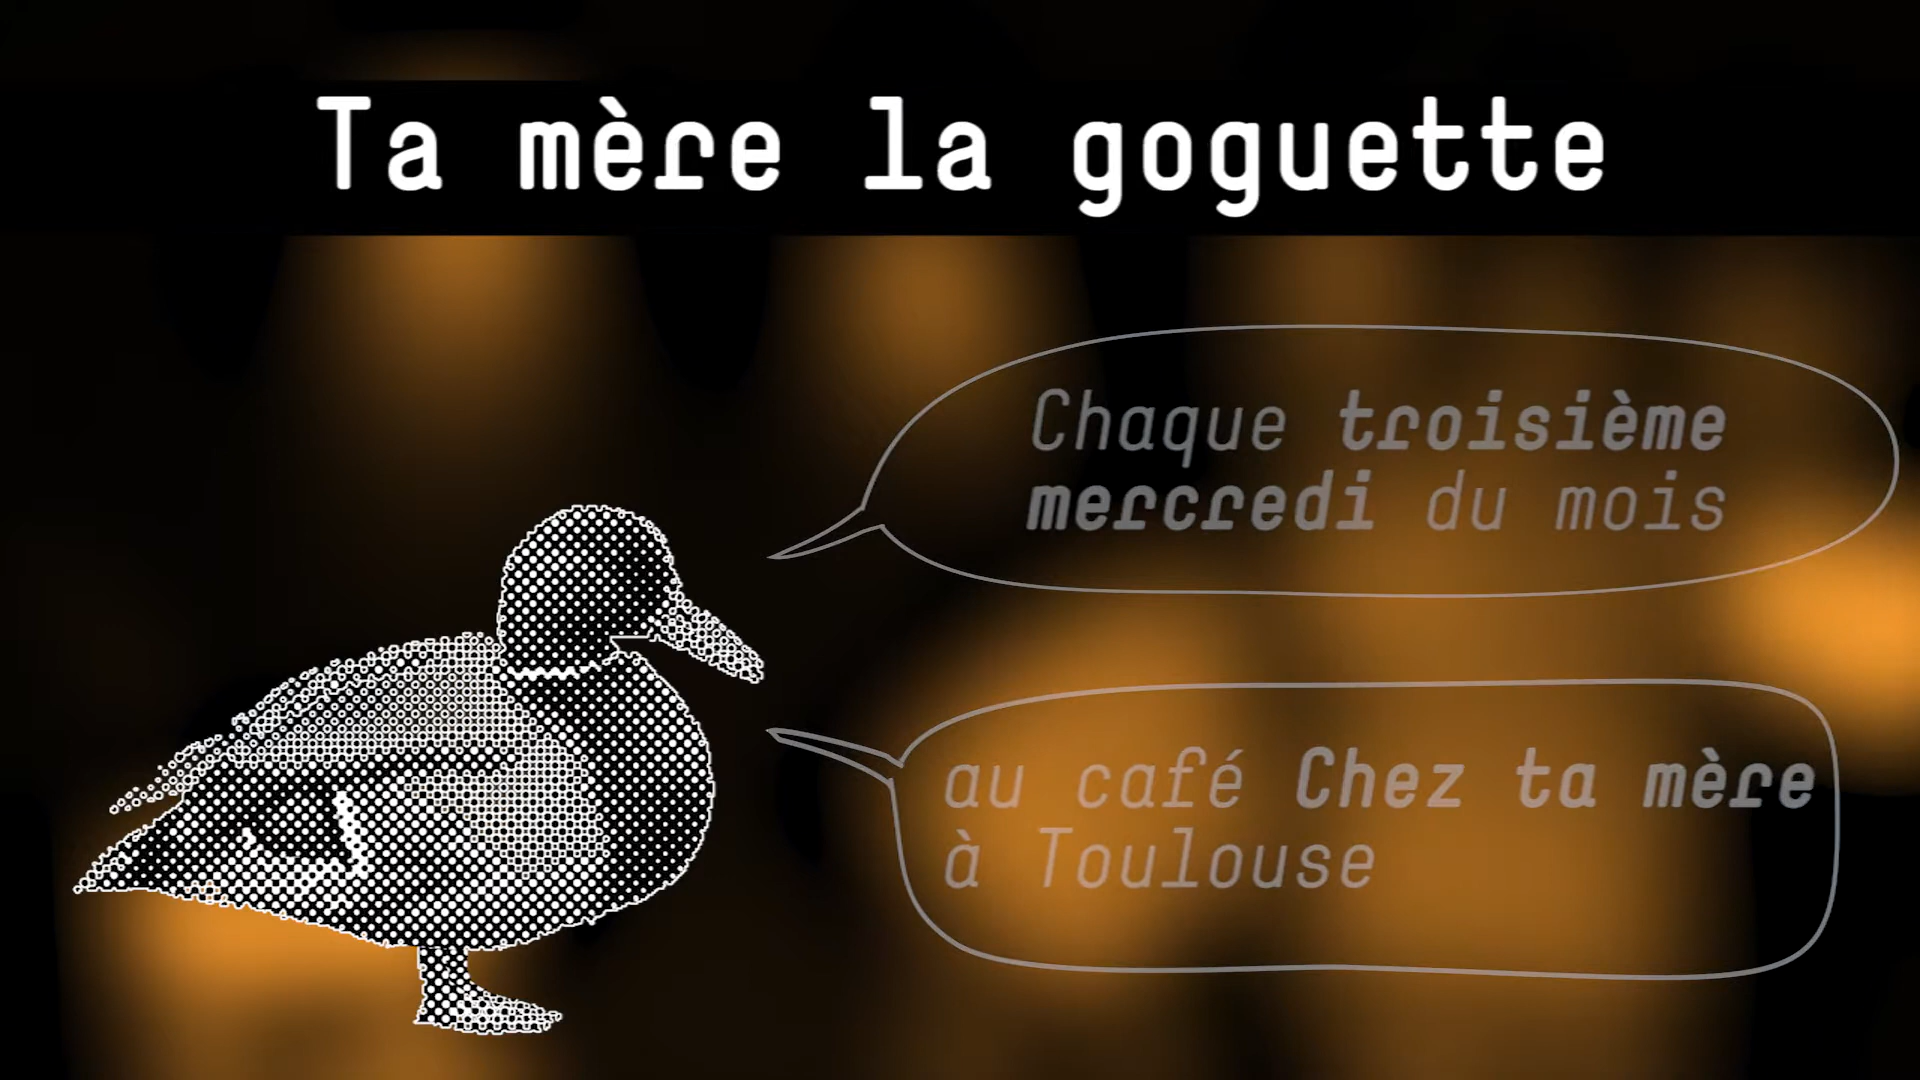 Ta mère la goguette
Chaque troisième
mercredi du mois
au café Chez ta mère
à Toulouse